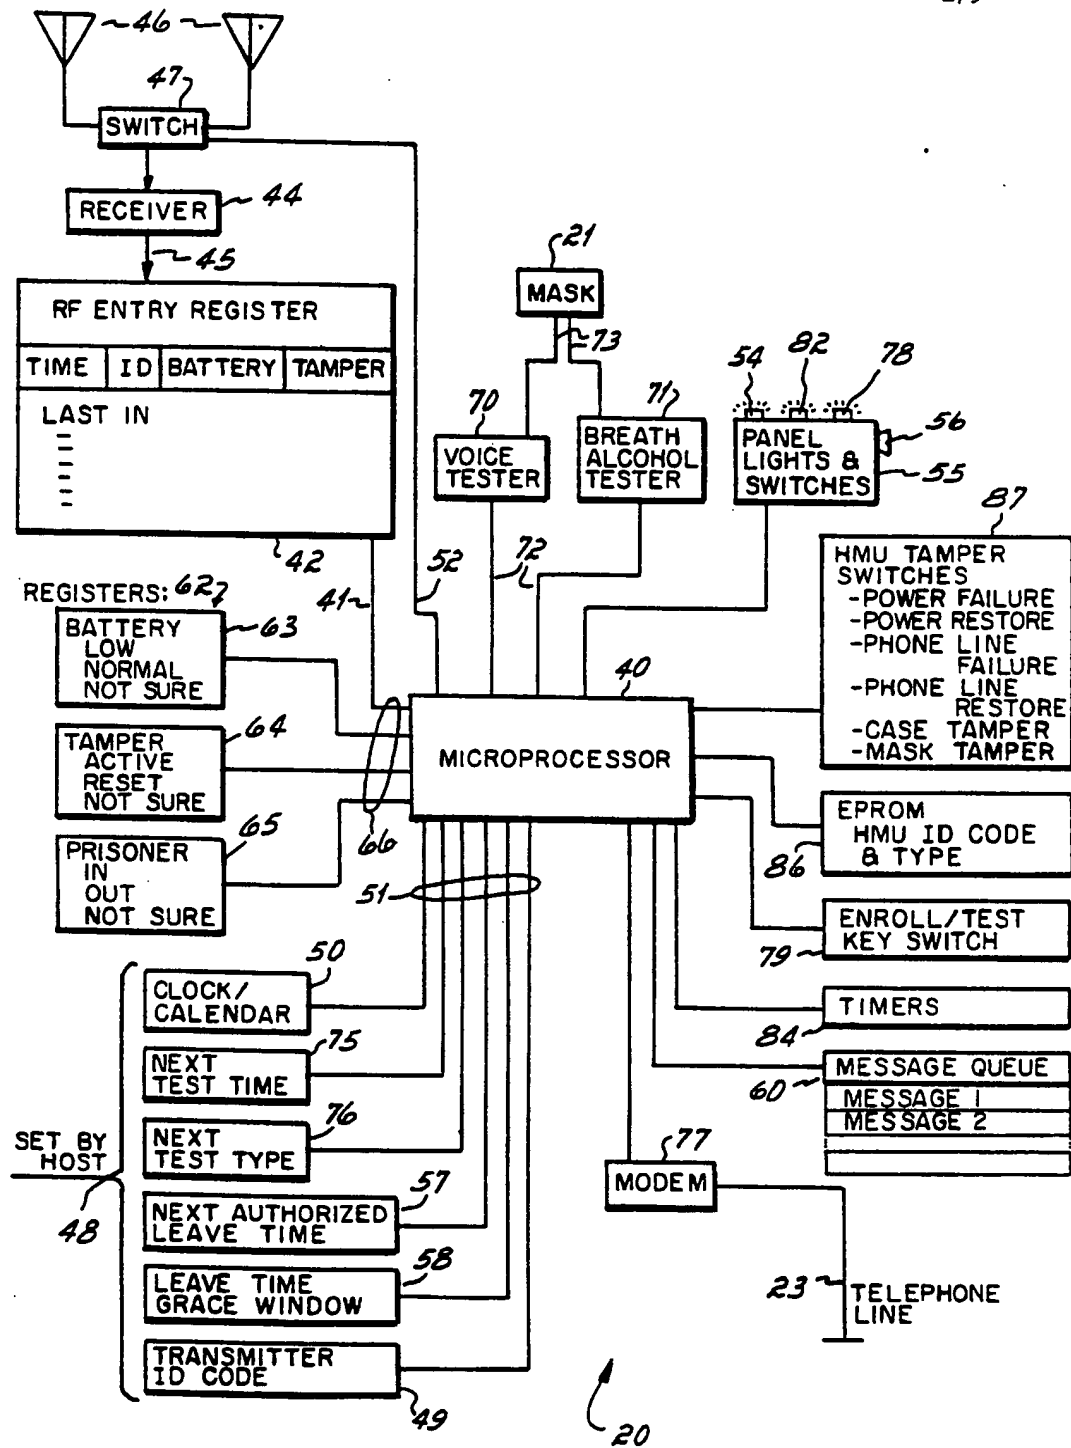 46
47
SWITCH
RECEIVER
44
45
RF ENTRY REGISTER
TIME ID BATTERY TAMPER
LAST IN
42
41
52
21
MASK
73
70
VOICE
TESTER
71
BREATH
ALCOHOL
TESTER
72
54 82 78
PANEL
LIGHTS &
SWITCHES
56
55
87
HMU TAMPER
SWITCHES
-POWER FAILURE
-POWER RESTORE
-PHONE LINE
FAILURE
-PHONE LINE
RESTORE
-CASE TAMPER
-MASK TAMPER
REGISTERS: 62
63
BATTERY
LOW
NORMAL
NOT SURE
64
TAMPER
ACTIVE
RESET
NOT SURE
65
PRISONER
IN
OUT
NOT SURE
66
51
40
MICROPROCESSOR
EPROM
HMU ID CODE
& TYPE
86
ENROLL/TEST
KEY SWITCH
79
TIMERS
84
MESSAGE QUEUE
60
MESSAGE 1
MESSAGE 2
SET BY
HOST
48
50
CLOCK/
CALENDAR
75
NEXT
TEST TIME
76
NEXT
TEST TYPE
57
NEXT AUTHORIZED
LEAVE TIME
58
LEAVE TIME
GRACE WINDOW
TRANSMITTER
ID CODE
49
77
MODEM
23
TELEPHONE
LINE
20